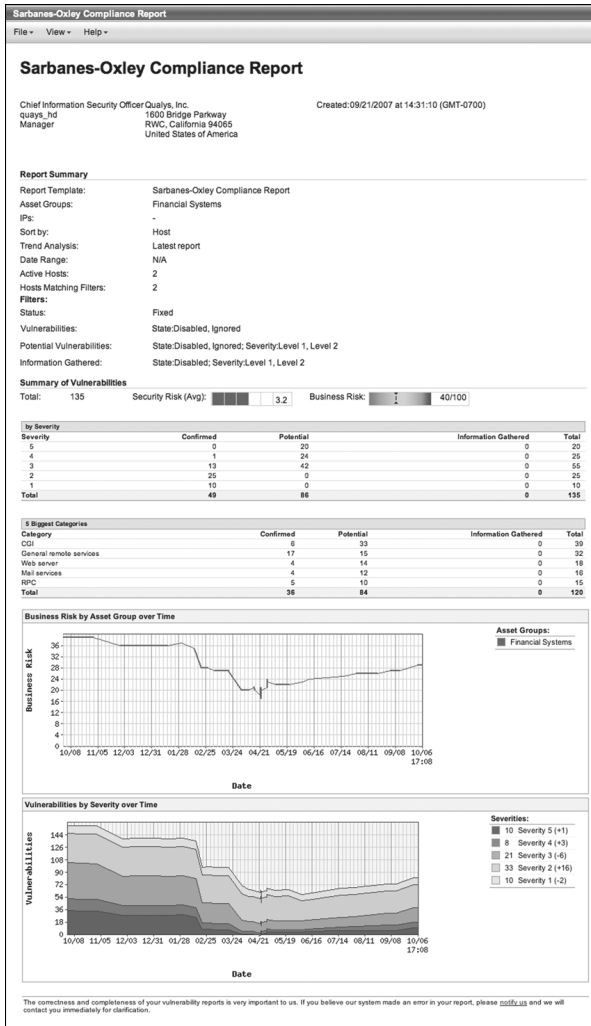 Sarbanes-Oxley Compliance Report
File View Help
Sarbanes-Oxley Compliance Report
Chief Information Security Officer Qualys, Inc. Created:09/21/2007 at 14:31:10 (GMT-0700)
quays_hd 1600 Bridge Parkway
Manager RWC, California 94065
United States of America
Report Summary
Report Template: Sarbanes-Oxley Compliance Report
Asset Groups: Financial Systems
IPs: -
Sort by: Host
Trend Analysis: Latest report
Date Range: N/A
Active Hosts: 2
Hosts Matching Filters: 2
Filters:
Status: Fixed
Vulnerabilities: State:Disabled, Ignored
Potential Vulnerabilities: State:Disabled, Ignored; Severity:Level 1, Level 2
Information Gathered: State:Disabled; Severity:Level 1, Level 2
Summary of Vulnerabilities
Total: 135 Security Risk (Avg): 3.2 Business Risk: 40/100
by Severity
Severity Confirmed Potential Information Gathered Total
5 0 20 0 20
4 1 24 0 25
3 13 42 0 55
2 25 0 0 25
1 10 0 0 10
Total 49 86 0 135
5 Biggest Categories
Category Confirmed Potential Information Gathered Total
CGI 6 33 0 39
General remote services 17 15 0 32
Web server 4 14 0 18
Mail services 4 12 0 16
RPC 5 10 0 15
Total 36 84 0 120
Business Risk by Asset Group over Time
Asset Groups:
Financial Systems
Business Risk
36
32
28
24
20
16
12
8
4
0
10/08 11/05 12/03 12/31 01/28 02/25 03/24 04/21 05/19 06/16 07/14 08/11 09/08 10/06
17:08
Date
Vulnerabilities by Severity over Time
Severities:
10 Severity 5 (+1)
8 Severity 4 (+3)
21 Severity 3 (-6)
33 Severity 2 (+16)
10 Severity 1 (-2)
Vulnerabilities
144
126
108
90
72
54
36
18
0
10/08 11/05 12/03 12/31 01/28 02/25 03/24 04/21 05/19 06/16 07/14 08/11 09/08 10/06
17:08
Date
The correctness and completeness of your vulnerability reports is very important to us. If you believe our system made an error in your report, please notify us and we will
contact you immediately for clarification.